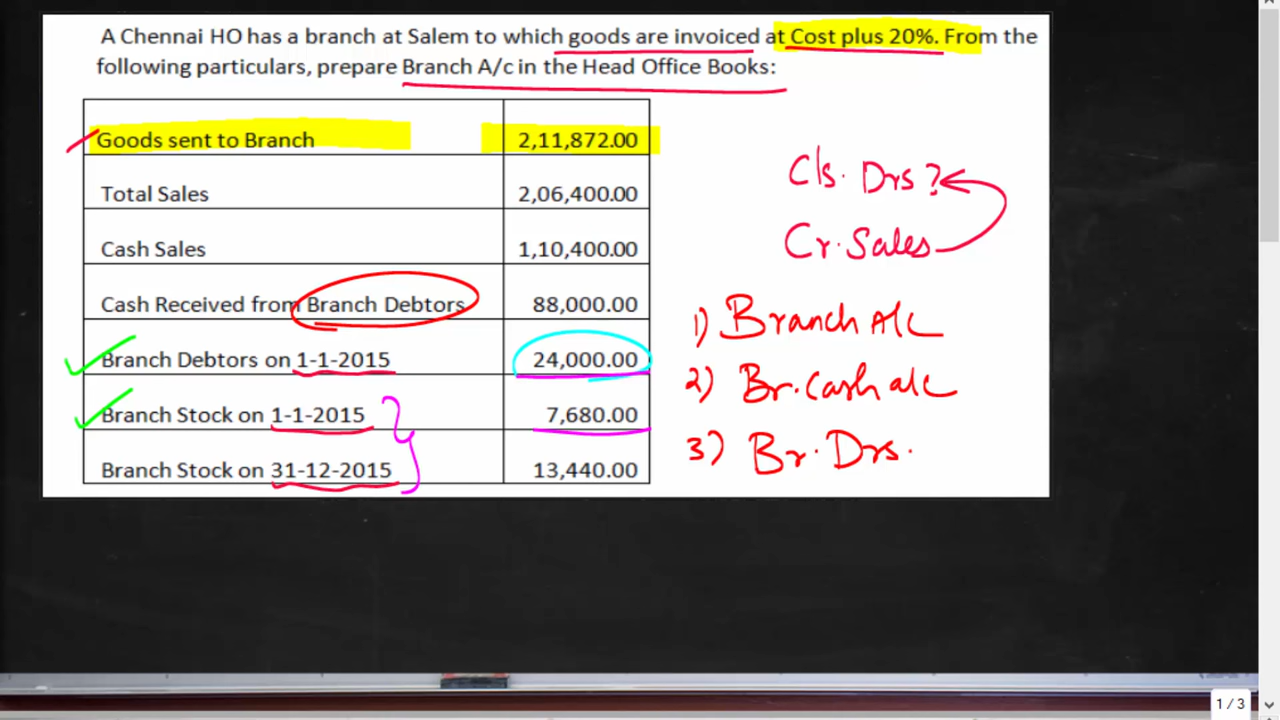 A Chennai HO has a branch at Salem to which goods are invoiced at Cost plus 20%. From the
following particulars, prepare Branch A/c in the Head Office Books:
Goods sent to Branch 2,11,872.00
Total Sales 2,06,400.00
Cash Sales 1,10,400.00
Cash Received from Branch Debtors 88,000.00
Branch Debtors on 1-1-2015 24,000.00
Branch Stock on 1-1-2015 7,680.00
Branch Stock on 31-12-2015 13,440.00
Cls. Drs ?
Cr. Sales
1) Branch A/c
2) Br. Cash a/c
3) Br. Drs.
1 / 3